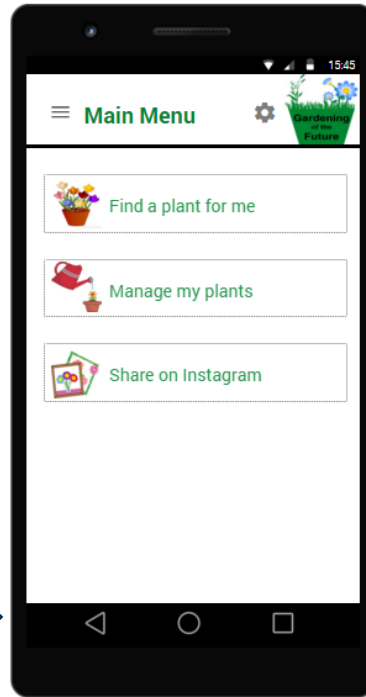 15:45
Main Menu
Gardening
of the
Future
Find a plant for me
Manage my plants
Share on Instagram